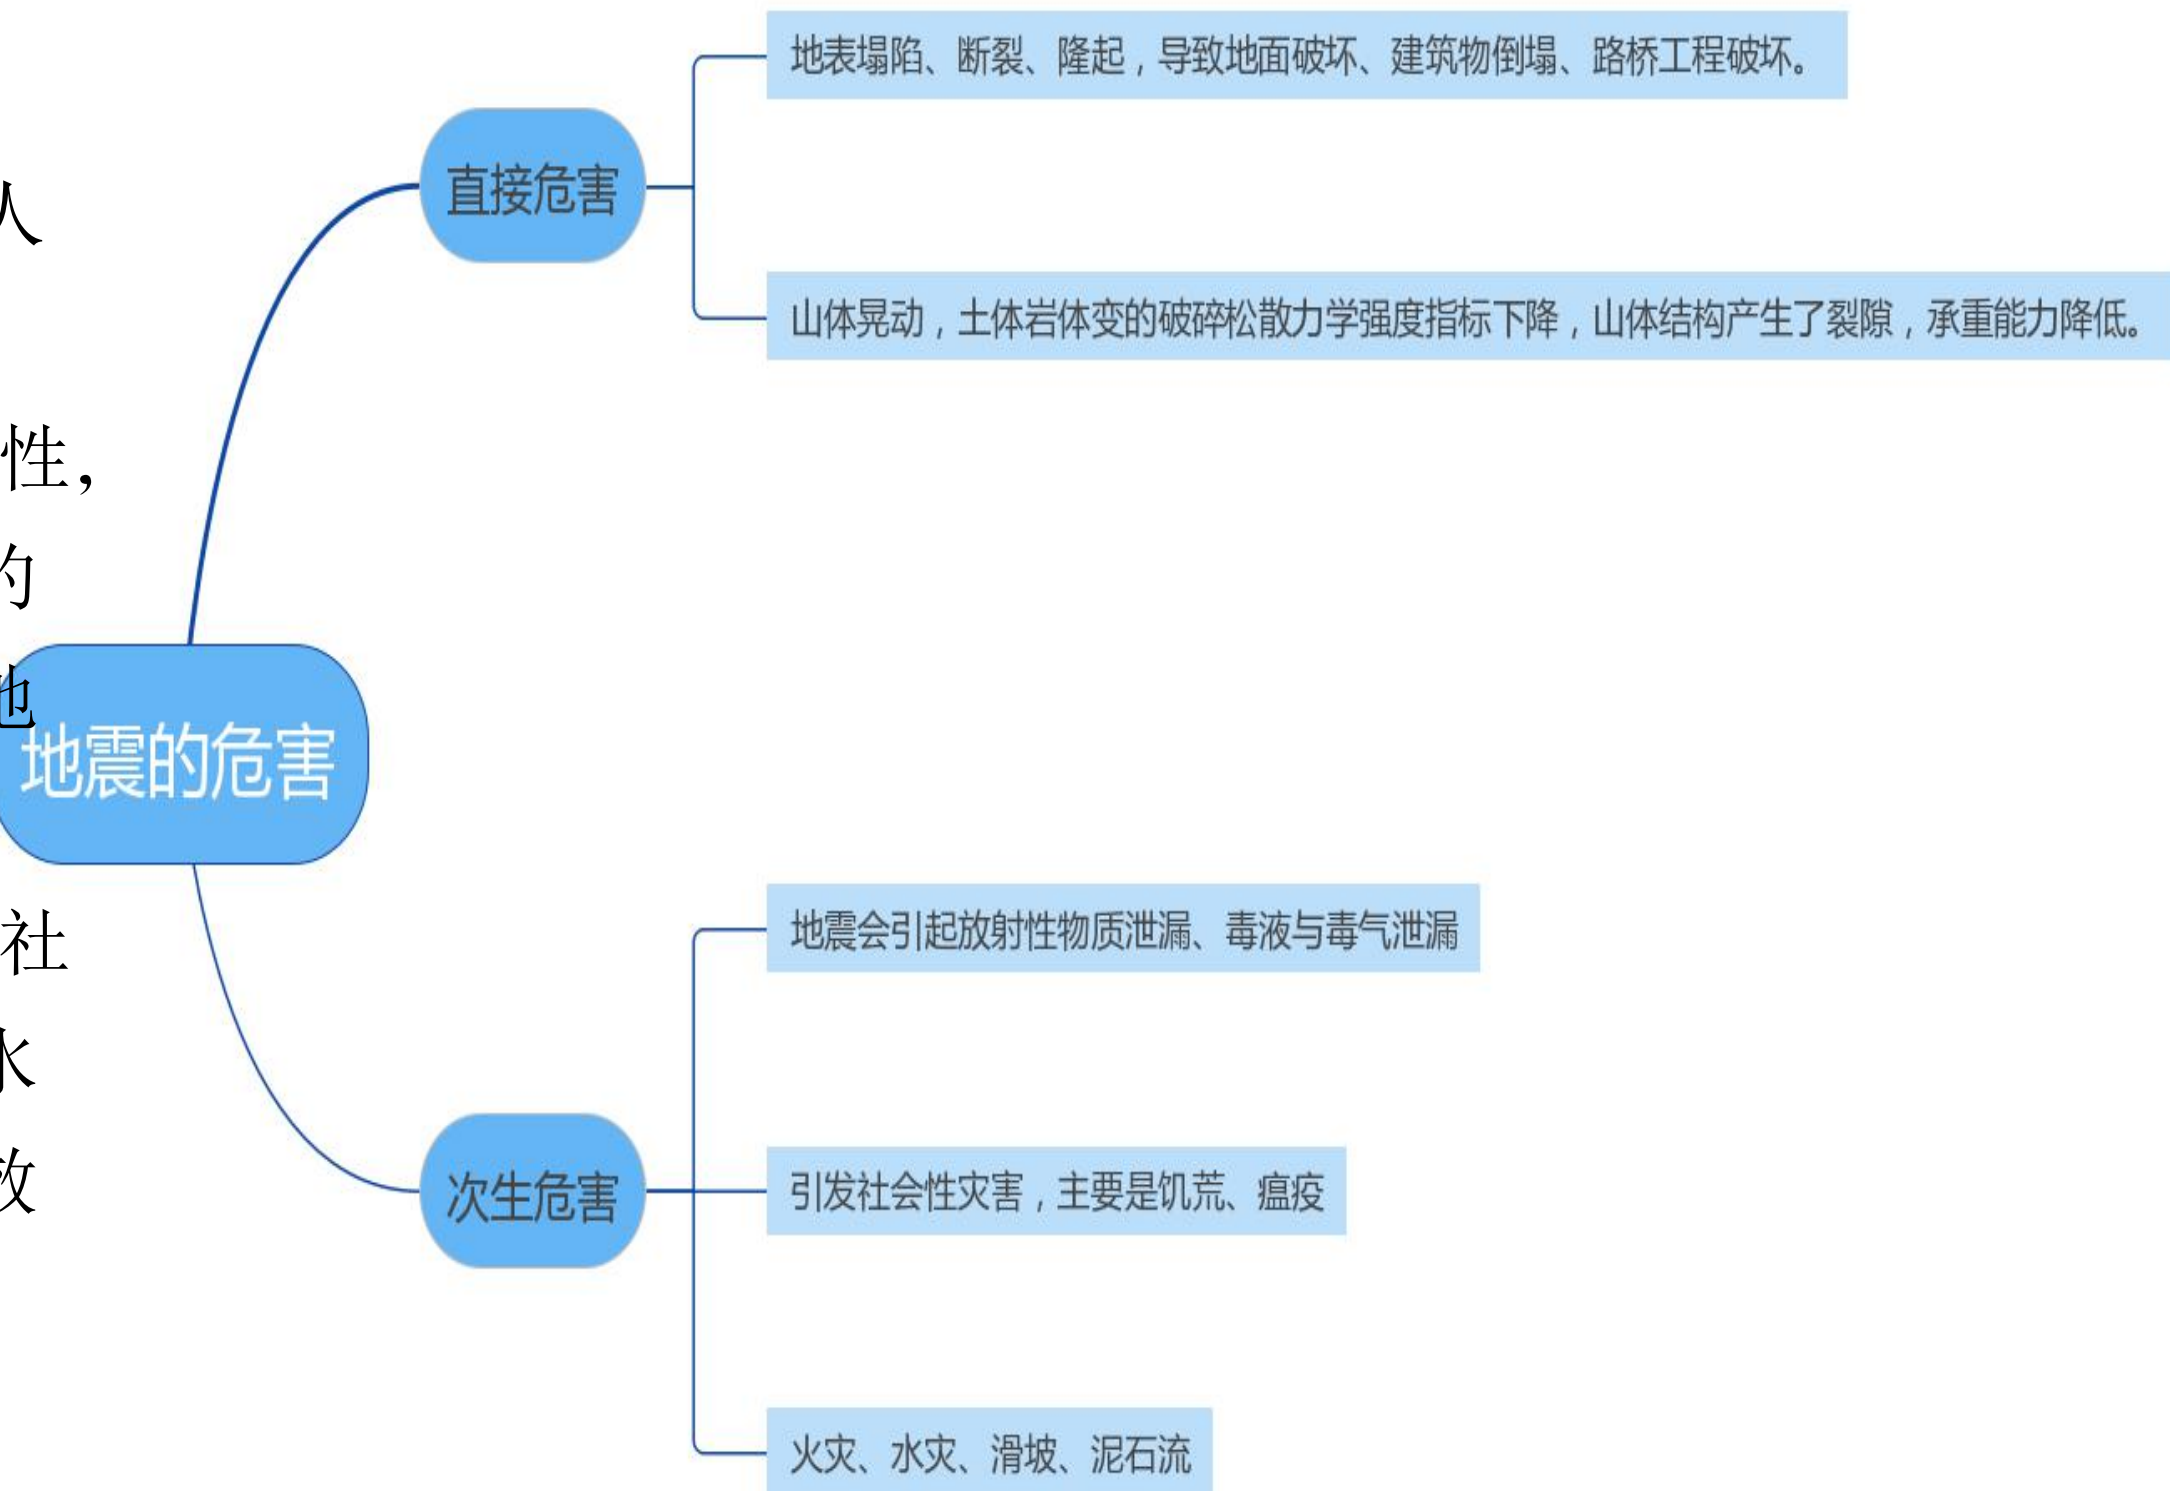 人
性,
的
地
社
水
地震的危害
直接危害
地表塌陷、断裂、隆起，导致地面破坏、建筑物倒塌、路桥工程破坏。
山体晃动，土体岩体变的破碎松散力学强度指标下降，山体结构产生了裂隙，承重能力降低。
次生危害
地震会引起放射性物质泄漏、毒液与毒气泄漏
引发社会性灾害，主要是饥荒、瘟疫
火灾、水灾、滑坡、泥石流